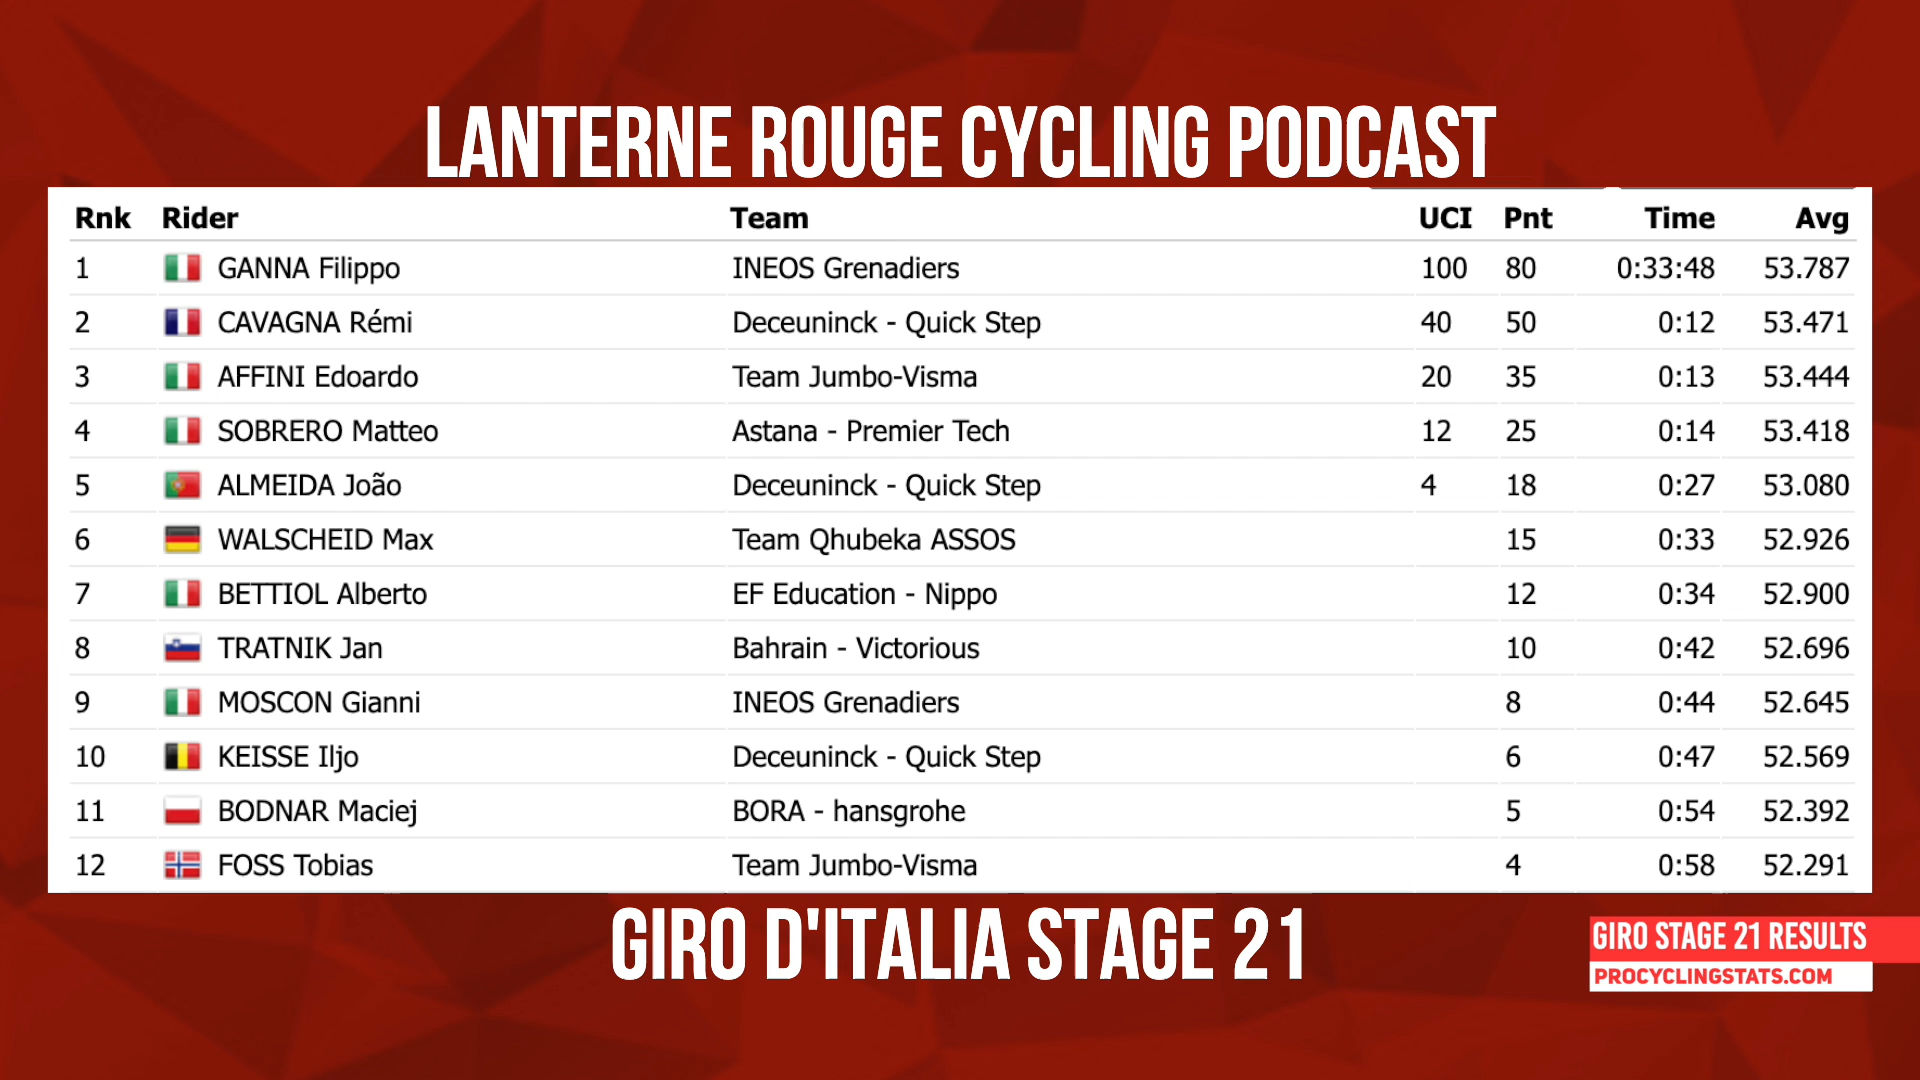 LANTERNE ROUGE CYCLING PODCAST
Rnk Rider Team UCI Pnt Time Avg
1 GANNA Filippo INEOS Grenadiers 100 80 0:33:48 53.787
2 CAVAGNA Rémi Deceuninck - Quick Step 40 50 0:12 53.471
3 AFFINI Edoardo Team Jumbo-Visma 20 35 0:13 53.444
4 SOBRERO Matteo Astana - Premier Tech 12 25 0:14 53.418
5 ALMEIDA João Deceuninck - Quick Step 4 18 0:27 53.080
6 WALSCHEID Max Team Qhubeka ASSOS 15 0:33 52.926
7 BETTIOL Alberto EF Education - Nippo 12 0:34 52.900
8 TRATNIK Jan Bahrain - Victorious 10 0:42 52.696
9 MOSCON Gianni INEOS Grenadiers 8 0:44 52.645
10 KEISSE Iljo Deceuninck - Quick Step 6 0:47 52.569
11 BODNAR Maciej BORA - hansgrohe 5 0:54 52.392
12 FOSS Tobias Team Jumbo-Visma 4 0:58 52.291
GIRO D'ITALIA STAGE 21
GIRO STAGE 21 RESULTS
PROCYCLINGSTATS.COM